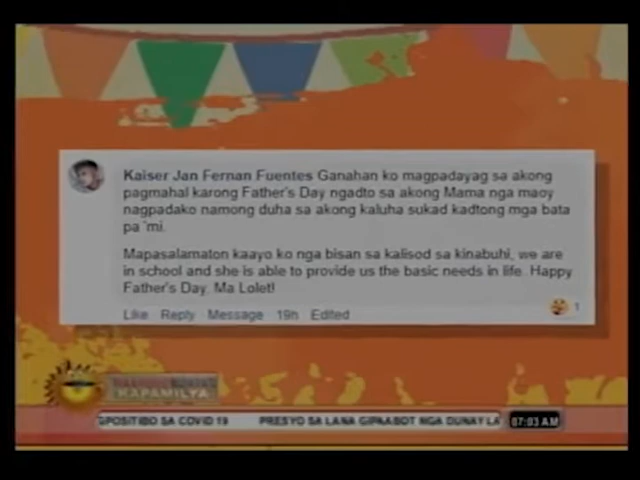 Kaiser Jan Fernan Fuentes Ganahan ko magpadayag sa akong
pagmahal karong Father's Day ngadto sa akong Mama nga maoy
nagpadako namong duha sa akong kaluha sukad kadtong mga bata
pa 'mi.
Mapasalamaton kaayo ko nga bisan sa kalisod sa kinabuhi, we are
in school and she is able to provide us the basic needs in life. Happy
Father's Day. Ma Lolet!
Like · Reply · Message · 19h · Edited
1
KAPAMILYA
GPOSITIBO SA COVID 19 PRESYO SA LANA GIPAABOT NGA DUNAY LA
07:03 AM